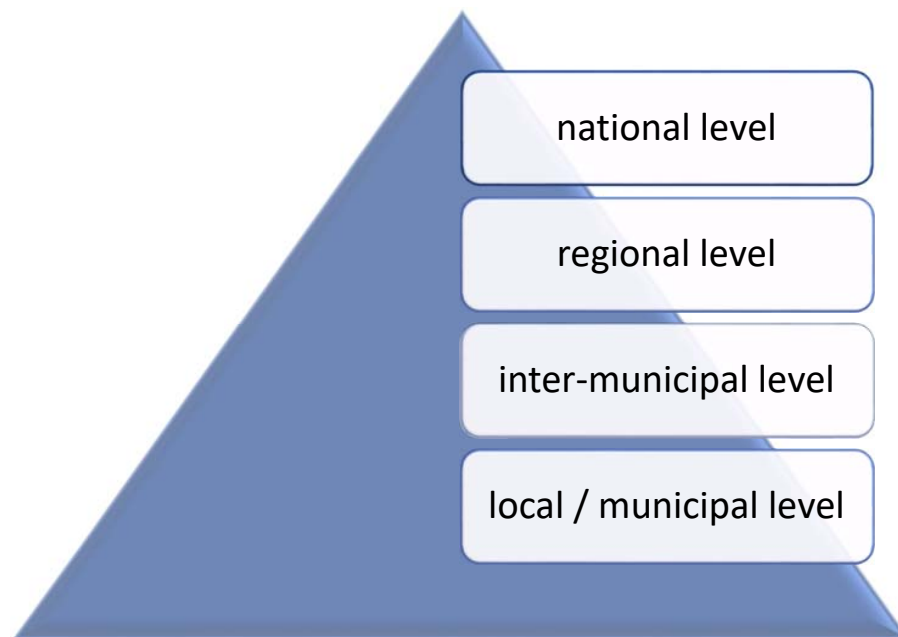 national level
regional level
inter-municipal level
local / municipal level